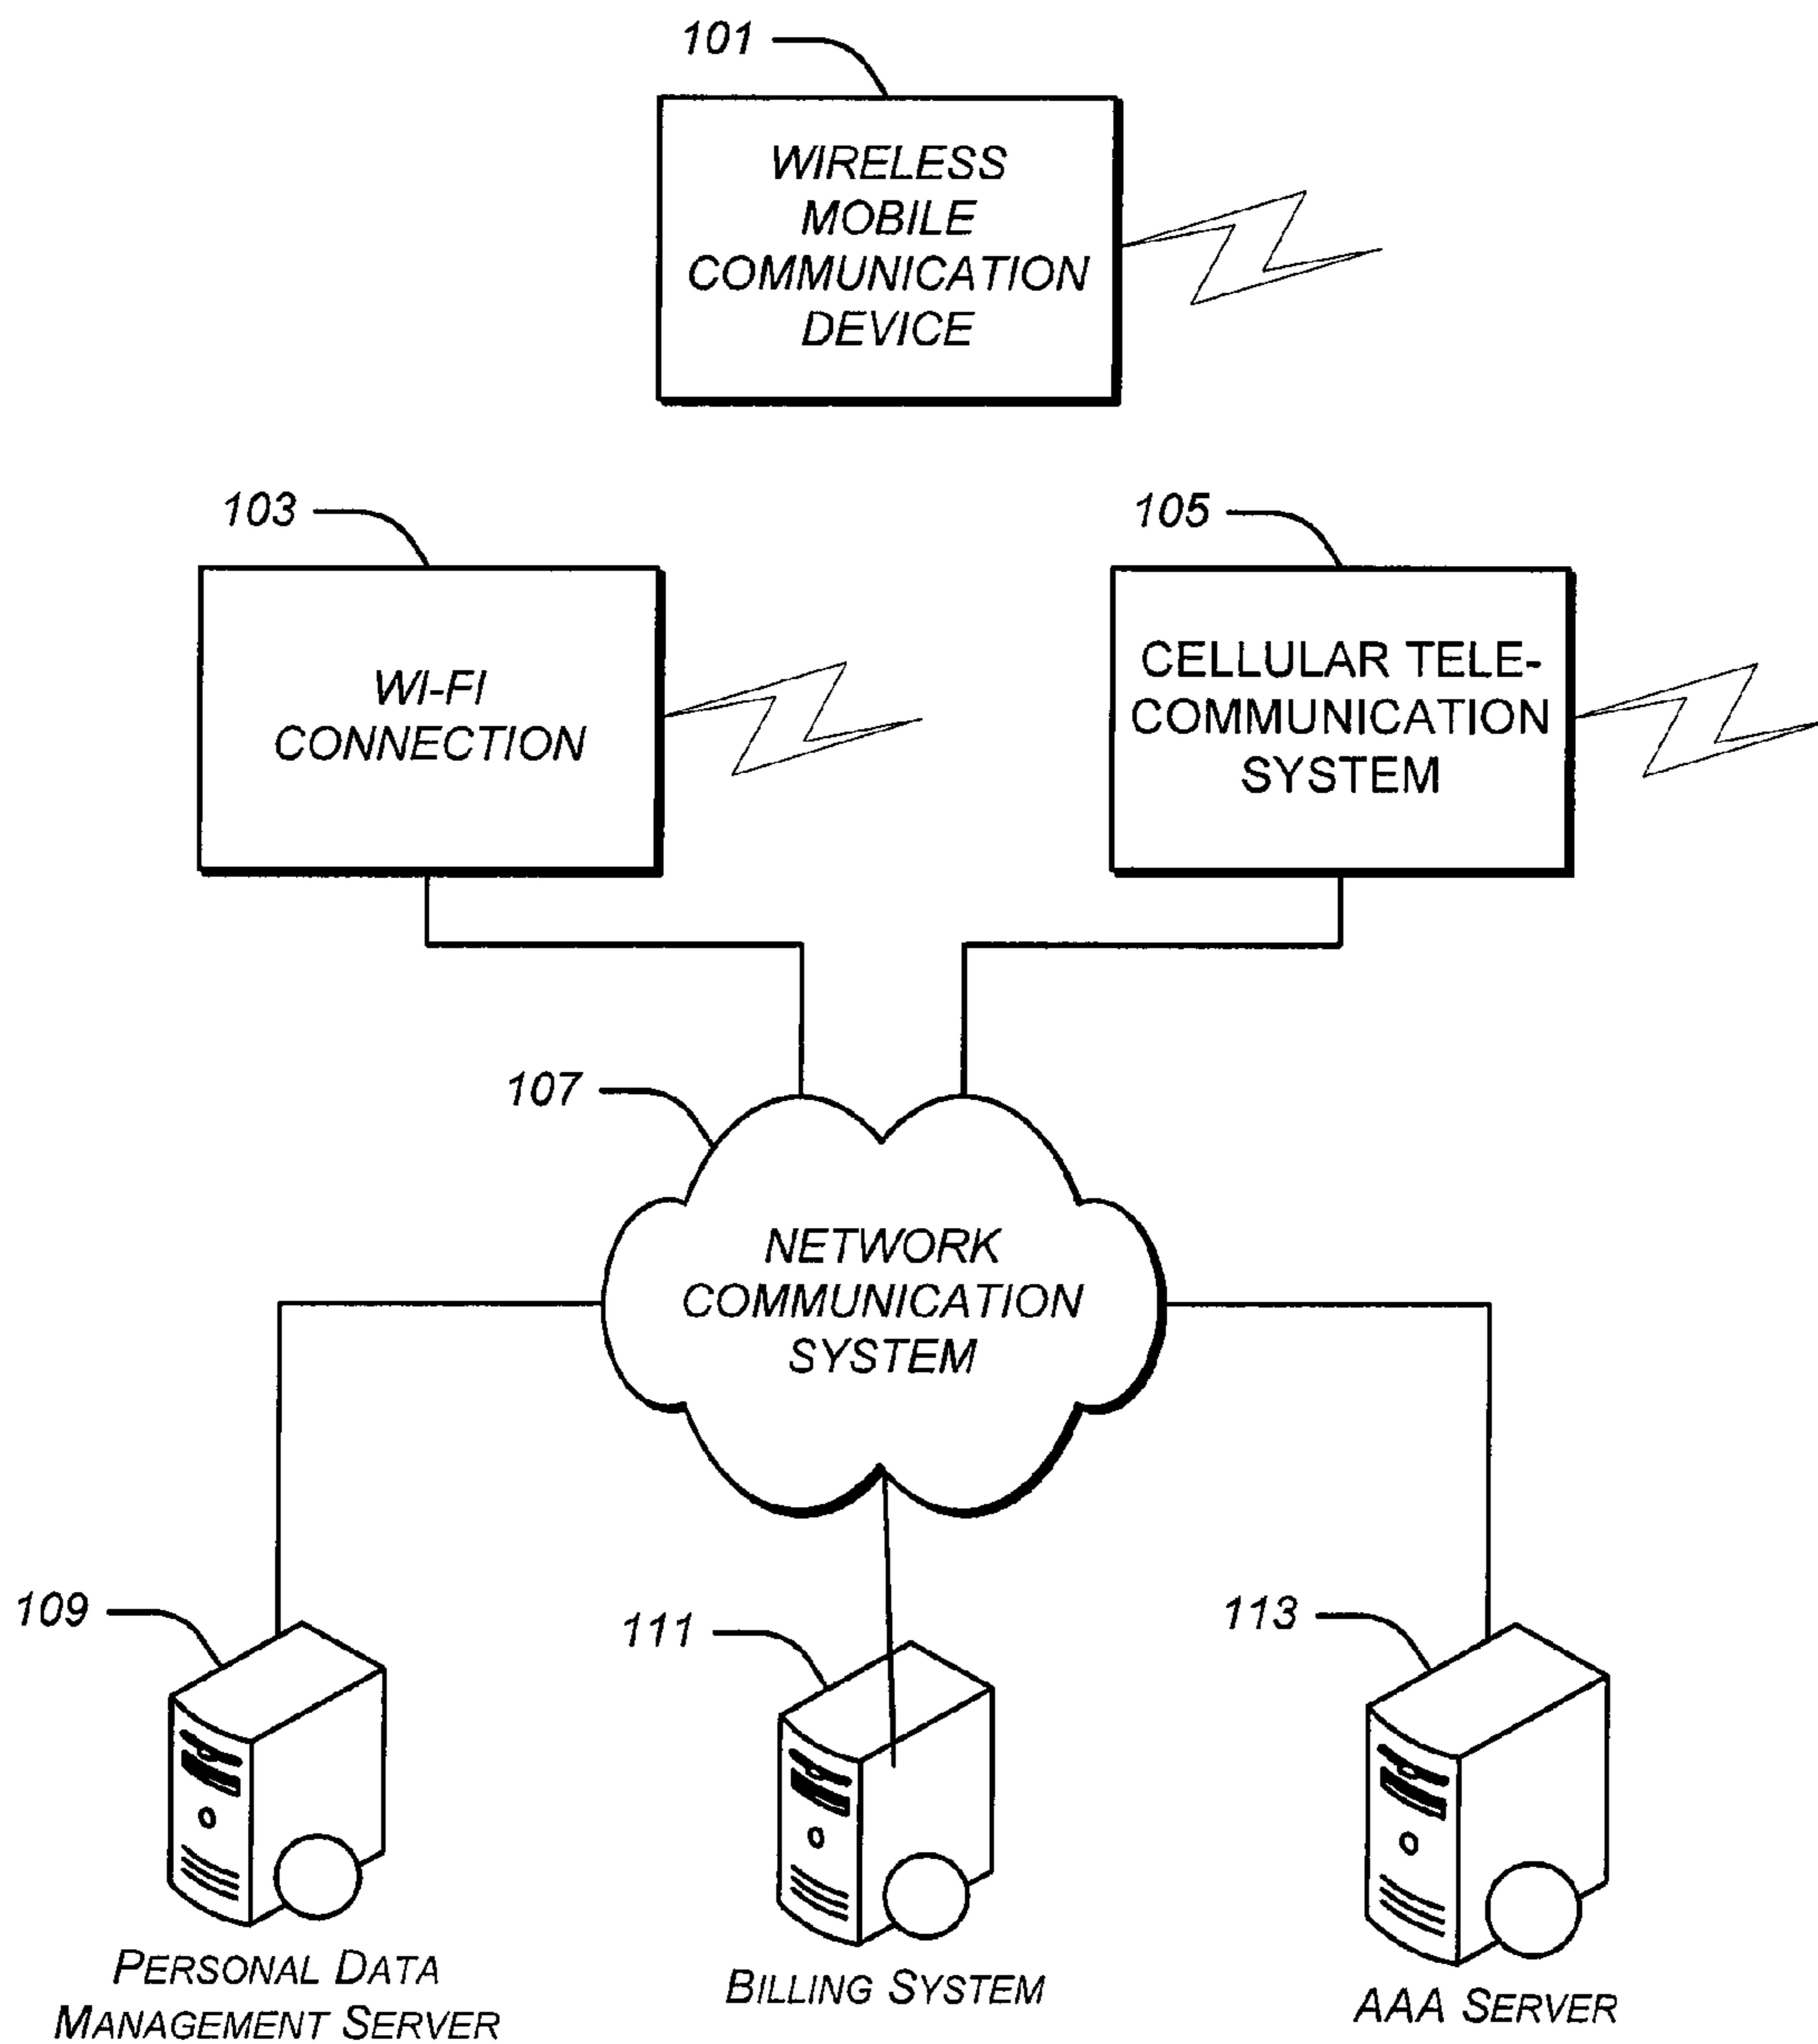 101
WIRELESS
MOBILE
COMMUNICATION
DEVICE
103
105
WI-FI
CONNECTION
CELLULAR TELE-
COMMUNICATION
SYSTEM
107
NETWORK
COMMUNICATION
SYSTEM
109
111
113
PERSONAL DATA
MANAGEMENT SERVER
BILLING SYSTEM
AAA SERVER